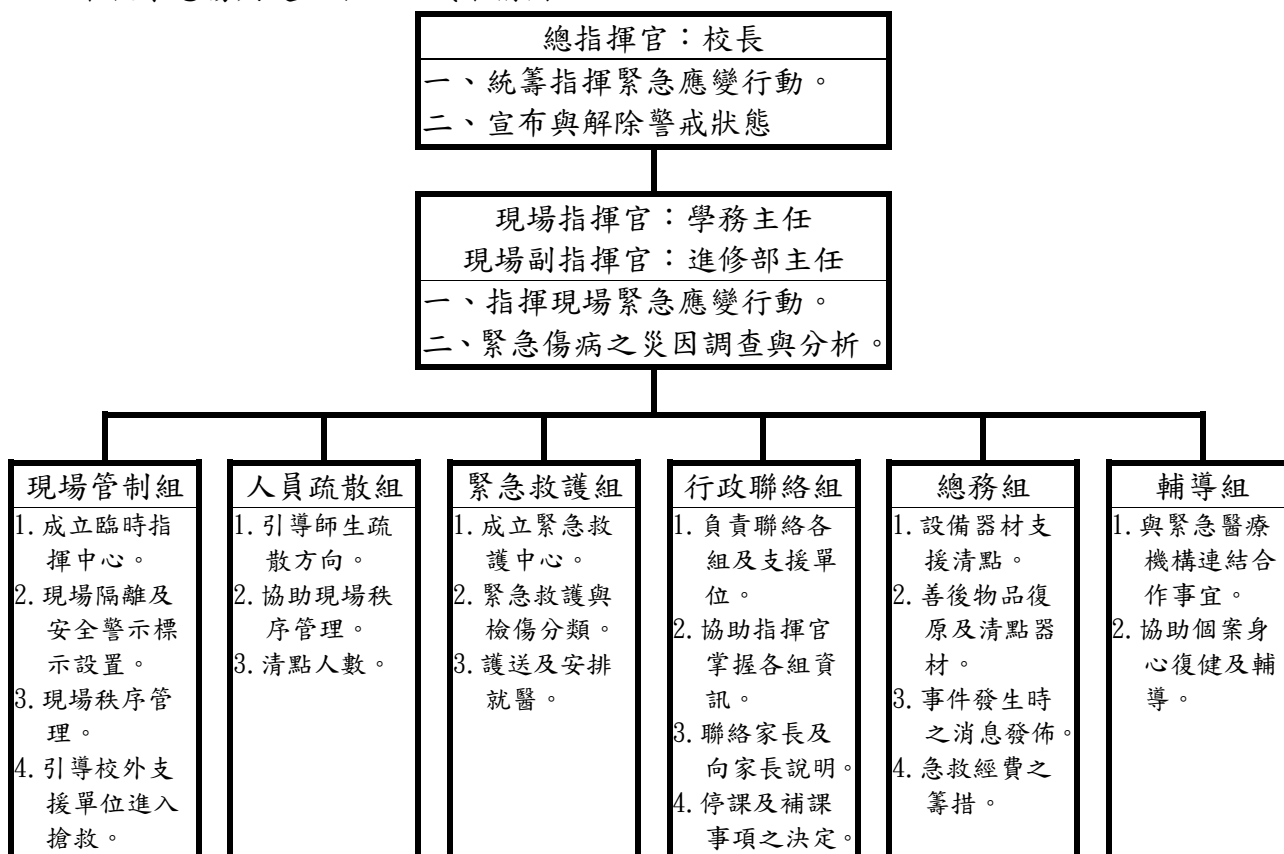 總指揮官：校長
一、統籌指揮緊急應變行動。
二、宣布與解除警戒狀態
現場指揮官：學務主任
現場副指揮官：進修部主任
一、指揮現場緊急應變行動。
二、緊急傷病之災因調查與分析。
現場管制組
1.成立臨時指
揮中心。
2.現場隔離及
安全警示標
示設置。
3.現場秩序管
理。
4.引導校外支
援單位進入
搶救。
人員疏散組
1.引導師生疏
散方向。
2.協助現場秩
序管理。
3.清點人數。
緊急救護組
1.成立緊急救
護中心。
2.緊急救護與
檢傷分類。
3.護送及安排
就醫。
行政聯絡組
1.負責聯絡各
組及支援單
位。
2.協助指揮官
掌握各組資
訊。
3.聯絡家長及
向家長說明。
4.停課及補課
事項之決定。
總務組
1.設備器材支
援清點。
2.善後物品復
原及清點器
材。
3.事件發生時
之消息發佈。
4.急救經費之
籌措。
輔導組
1.與緊急醫療
機構連結合
作事宜。
2.協助個案身
心復健及輔
導。